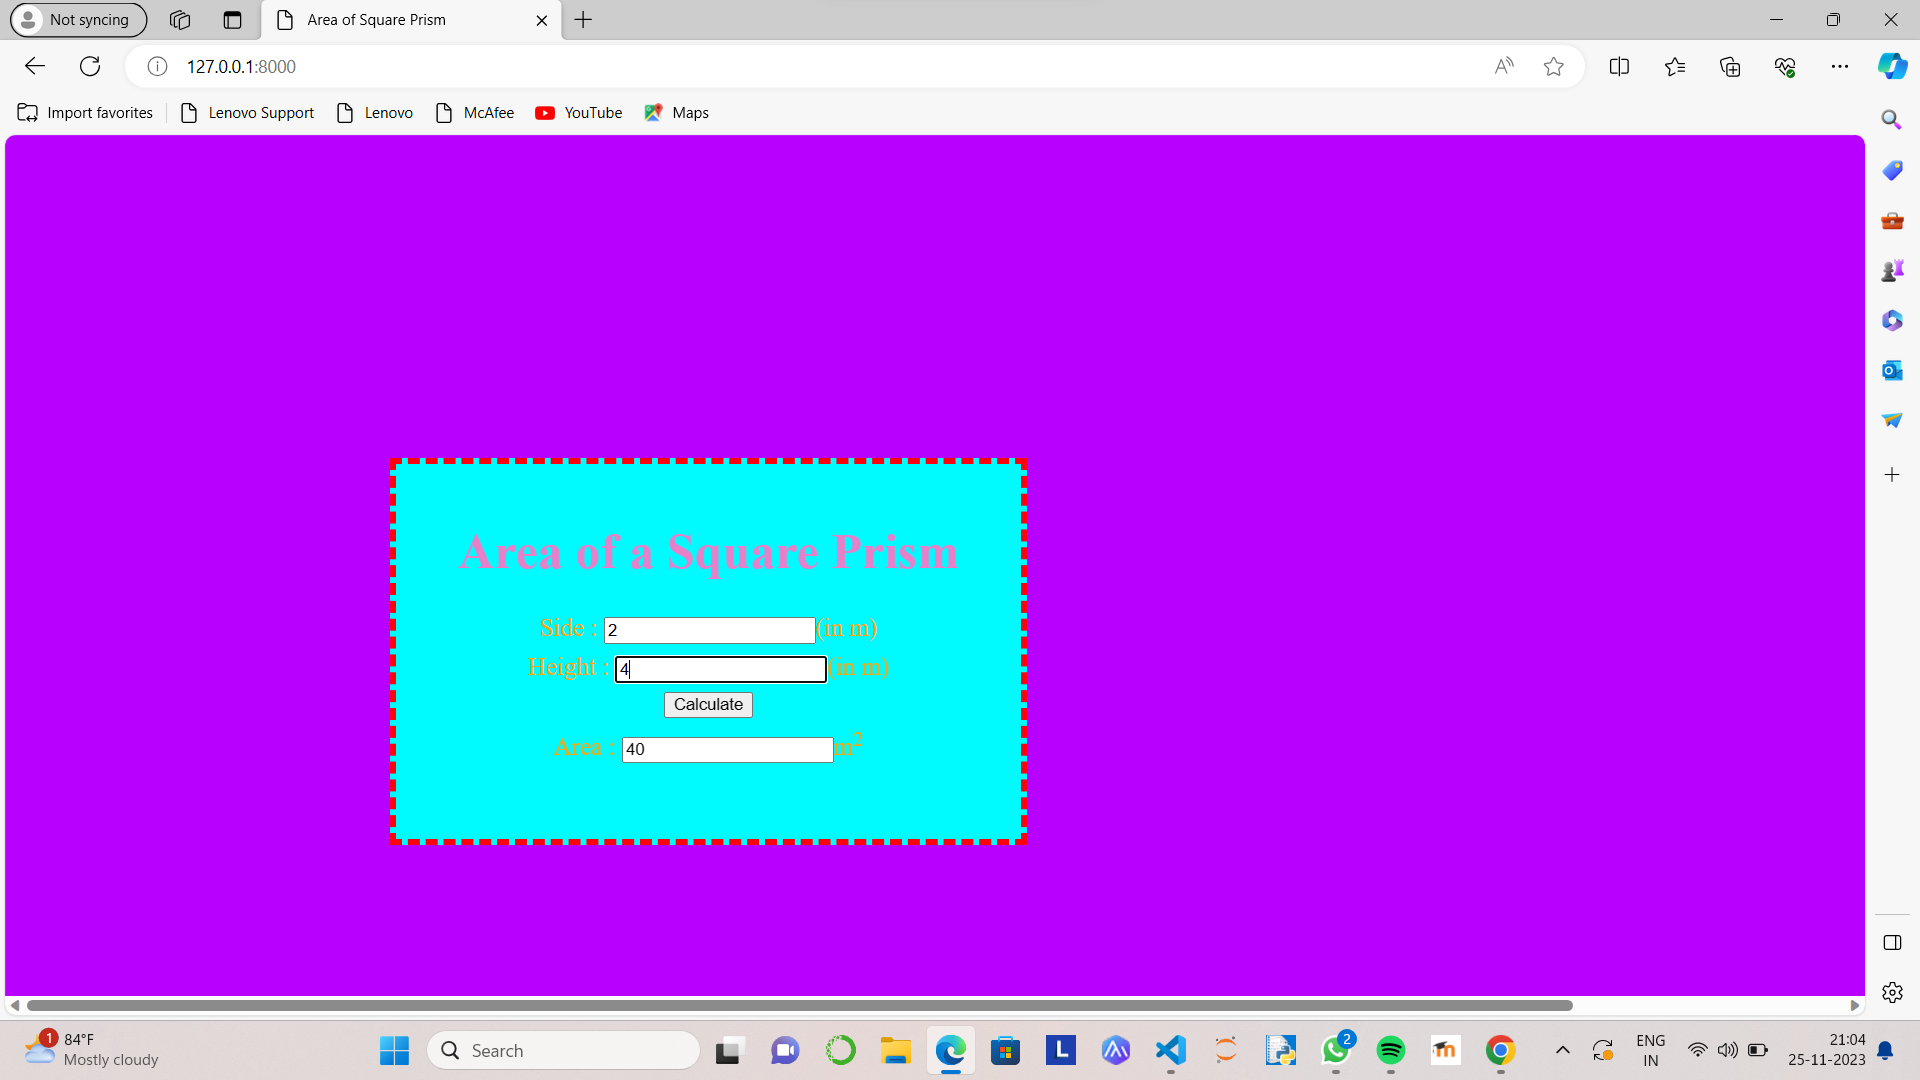 Not syncing
Area of Square Prism
127.0.0.1:8000
Import favorites
Lenovo Support
Lenovo
McAfee
YouTube
Maps
Area of a Square Prism
Side : 2 (in m)
Height : 4 (in m)
Calculate
Area : 40 m²
1
84°F
Mostly cloudy
Search
L
2
ENG
IN
21:04
25-11-2023